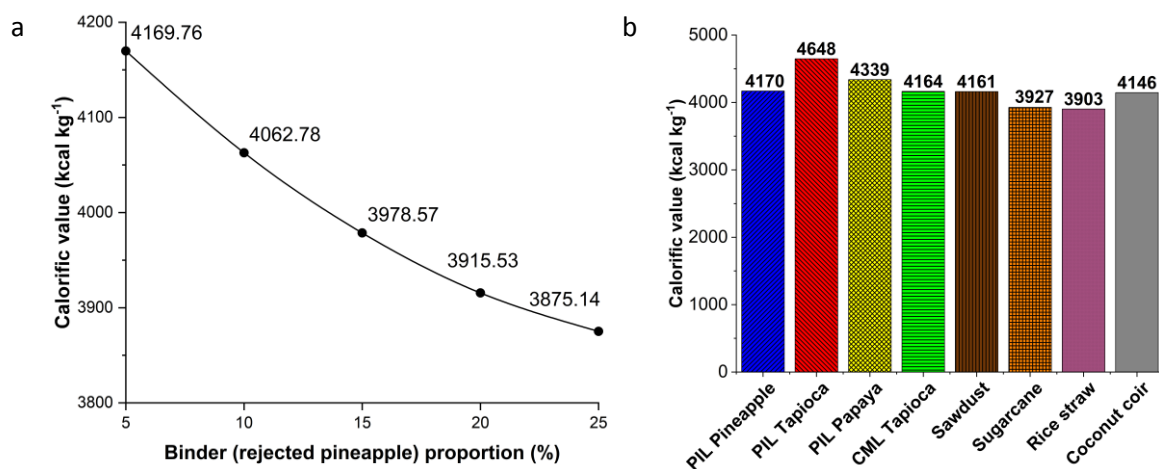 a
4200
4100
4000
3900
3800
Calorific value (kcal kg⁻¹)
4169.76
4062.78
3978.57
3915.53
3875.14
5
10
15
20
25
Binder (rejected pineapple) proportion (%)
b
5000
4000
3000
2000
1000
0
Calorific value (kcal kg⁻¹)
4170
4648
4339
4164
4161
3927
3903
4146
PIL Pineapple
PIL Tapioca
PIL Papaya
CML Tapioca
Sawdust
Sugarcane
Rice straw
Coconut coir